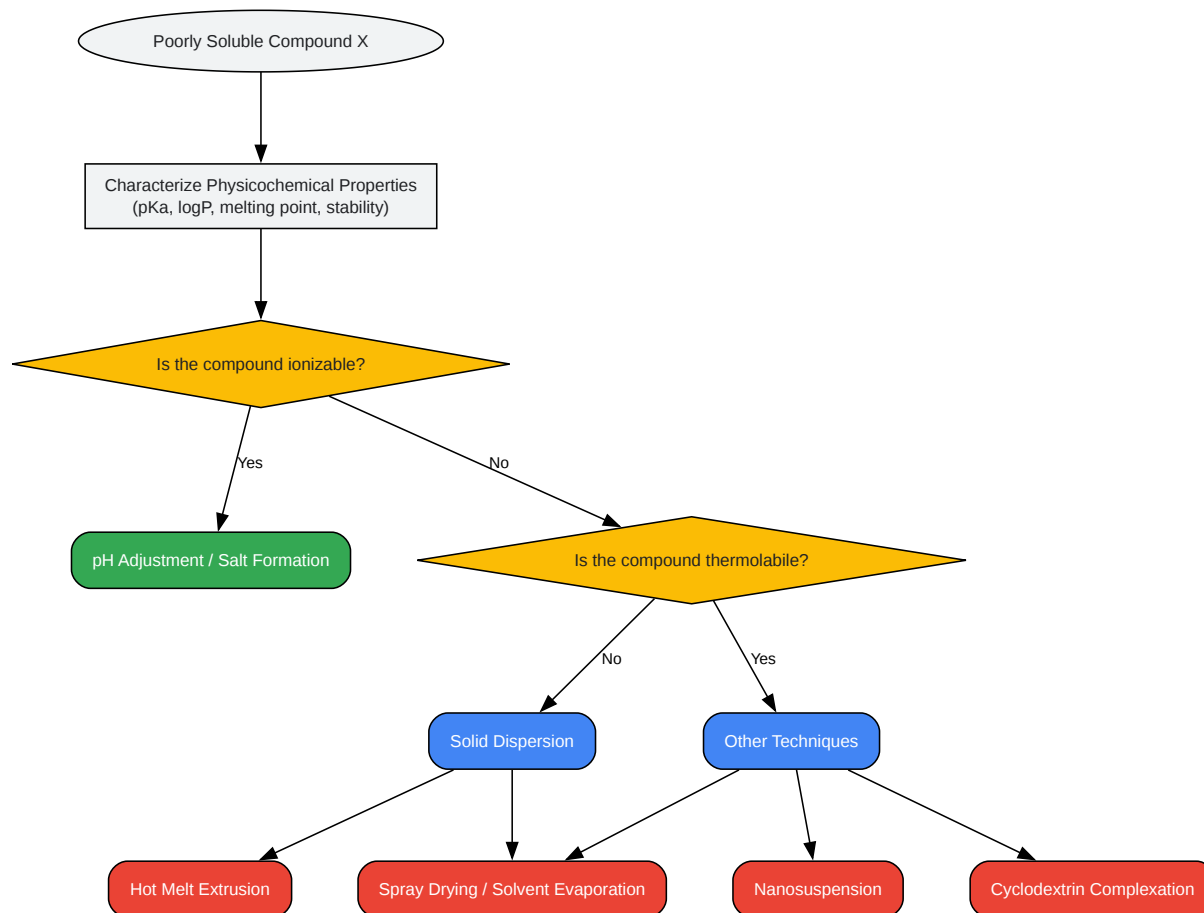 Poorly Soluble Compound X
Characterize Physicochemical Properties
(pKa, logP, melting point, stability)
Is the compound ionizable?
Yes
No
pH Adjustment / Salt Formation
Is the compound thermolabile?
No
Yes
Solid Dispersion
Other Techniques
Hot Melt Extrusion
Spray Drying / Solvent Evaporation
Nanosuspension
Cyclodextrin Complexation